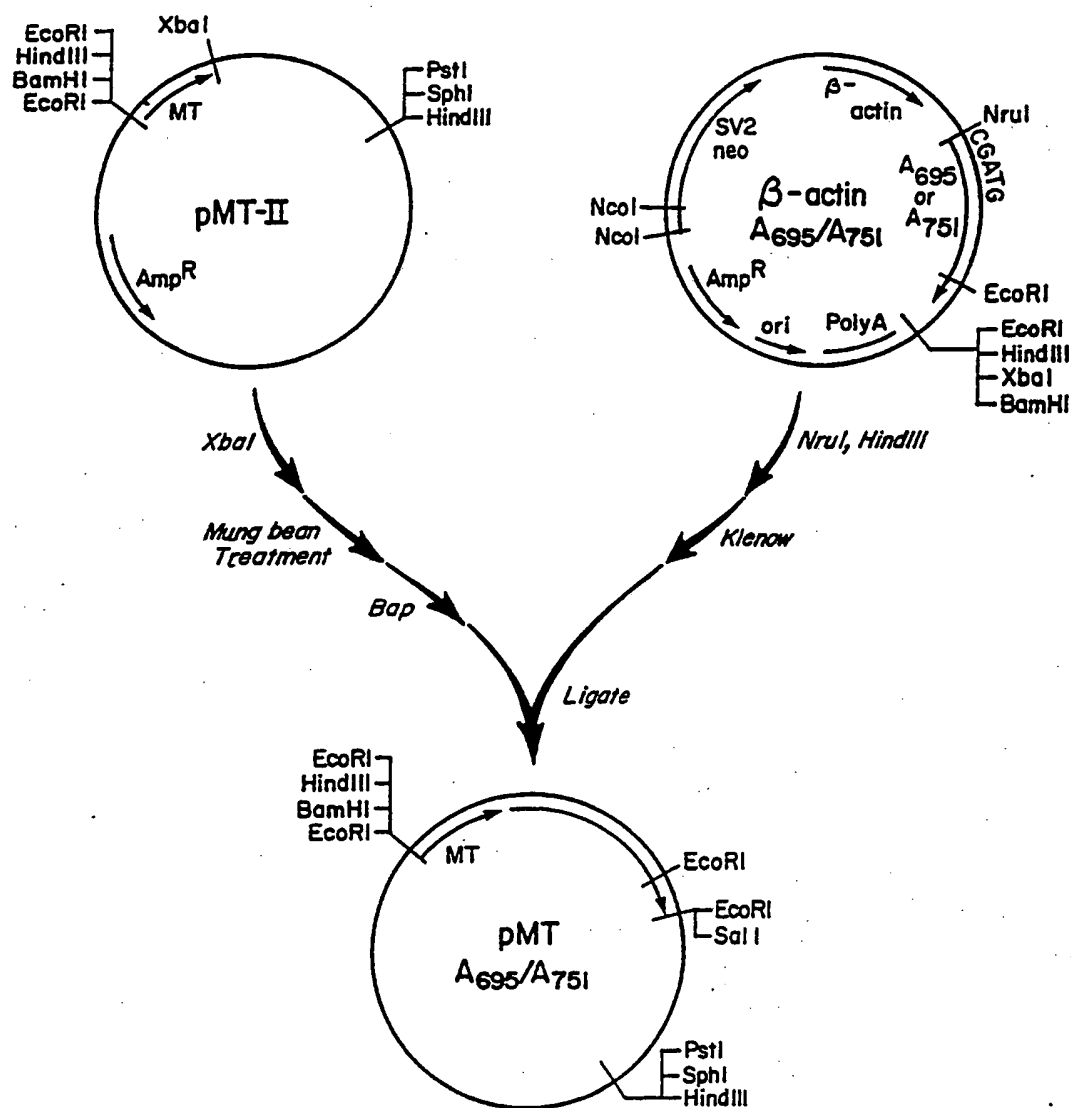 EcoRI
HindIII
BamHI
EcoRI
XbaI
MT
PstI
SphI
HindIII
pMT-II
AmpR
β-
actin
SV2
neo
NruI
CGATG
A695
or
A751
NcoI
NcoI
β-actin
A695/A751
AmpR
ori
PolyA
EcoRI
EcoRI
HindIII
XbaI
BamHI
XbaI
Mung bean
Treatment
Bap
NruI, HindIII
Klenow
Ligate
EcoRI
HindIII
BamHI
EcoRI
MT
EcoRI
EcoRI
Sal I
pMT
A695/A751
PstI
SphI
HindIII